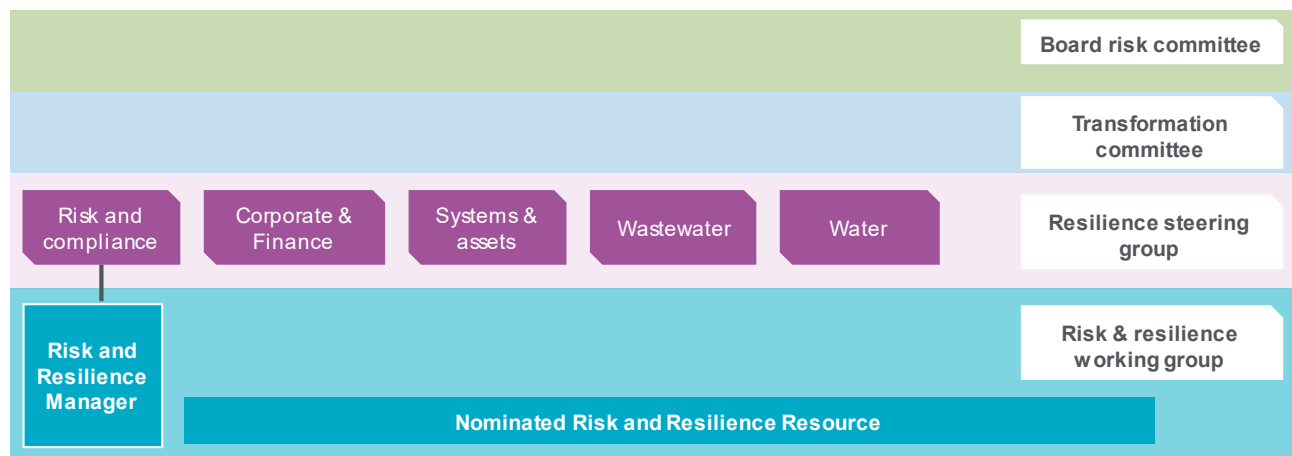 Board risk committee
Transformation
committee
Risk and
compliance
Corporate &
Finance
Systems &
assets
Wastewater
Water
Resilience steering
group
Risk and
Resilience
Manager
Risk & resilience
working group
Nominated Risk and Resilience Resource